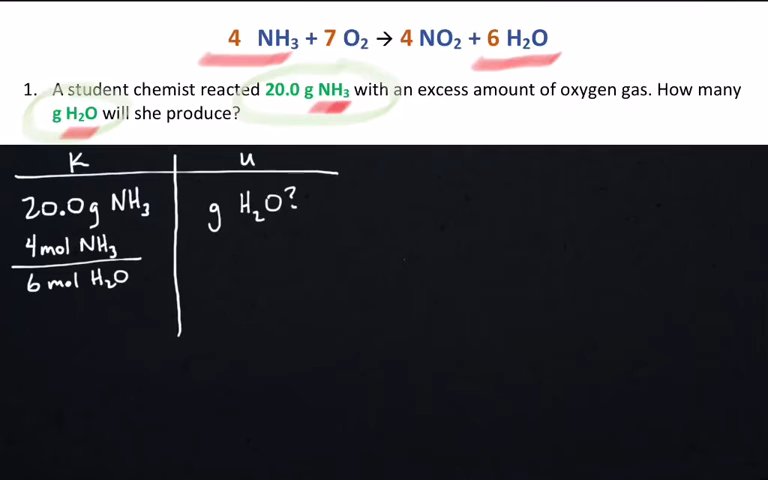 4 NH₃ + 7 O₂ → 4 NO₂ + 6 H₂O
1. A student chemist reacted 20.0 g NH₃ with an excess amount of oxygen gas. How many
g H₂O will she produce?
K u
20.0g NH₃ g H₂O?
4 mol NH₃
6 mol H₂O